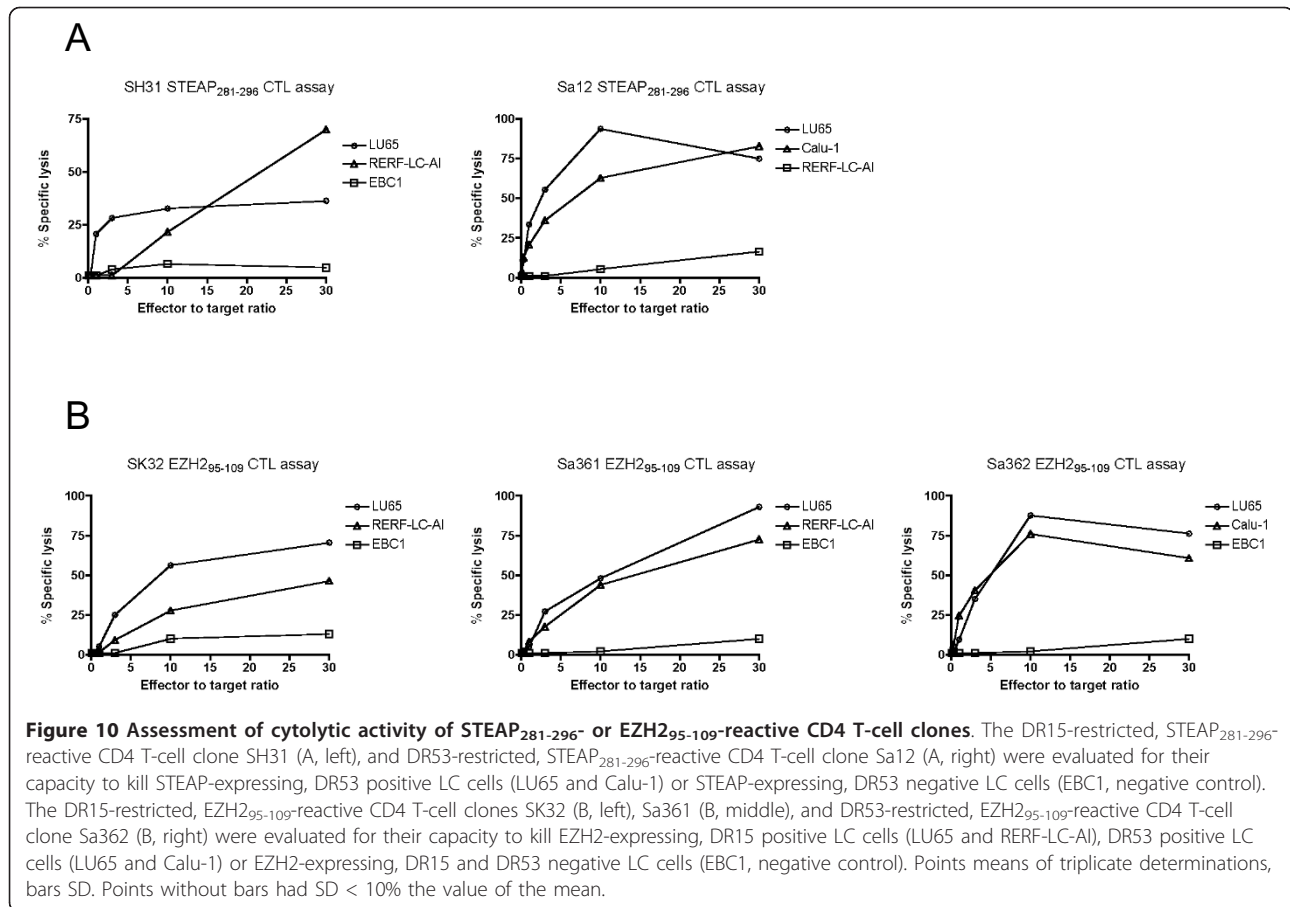 A
SH31 STEAP281-296 CTL assay
75
50
25
0
% Specific lysis
0 5 10 15 20 25 30
Effector to target ratio
LU65
RERF-LC-AI
EBC1
Sa12 STEAP281-296 CTL assay
100
75
50
25
0
% Specific lysis
0 5 10 15 20 25 30
Effector to target ratio
LU65
Calu-1
RERF-LC-AI
B
SK32 EZH295-109 CTL assay
100
75
50
25
0
% Specific lysis
0 5 10 15 20 25 30
Effector to target ratio
LU65
RERF-LC-AI
EBC1
Sa361 EZH295-109 CTL assay
100
75
50
25
0
% Specific lysis
0 5 10 15 20 25 30
Effector to target ratio
LU65
RERF-LC-AI
EBC1
Sa362 EZH295-109 CTL assay
100
75
50
25
0
% Specific lysis
0 5 10 15 20 25 30
Effector to target ratio
LU65
Calu-1
EBC1
Figure 10 Assessment of cytolytic activity of STEAP281-296- or EZH295-109-reactive CD4 T-cell clones. The DR15-restricted, STEAP281-296-
reactive CD4 T-cell clone SH31 (A, left), and DR53-restricted, STEAP281-296-reactive CD4 T-cell clone Sa12 (A, right) were evaluated for their
capacity to kill STEAP-expressing, DR53 positive LC cells (LU65 and Calu-1) or STEAP-expressing, DR53 negative LC cells (EBC1, negative control).
The DR15-restricted, EZH295-109-reactive CD4 T-cell clones SK32 (B, left), Sa361 (B, middle), and DR53-restricted, EZH295-109-reactive CD4 T-cell
clone Sa362 (B, right) were evaluated for their capacity to kill EZH2-expressing, DR15 positive LC cells (LU65 and RERF-LC-AI), DR53 positive LC
cells (LU65 and Calu-1) or EZH2-expressing, DR15 and DR53 negative LC cells (EBC1, negative control). Points means of triplicate determinations,
bars SD. Points without bars had SD < 10% the value of the mean.